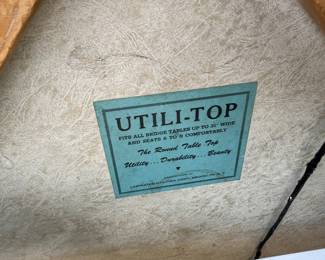 UTILI-TOP
FITS ALL BRIDGE TABLES UP TO 31" WIDE
AND SEATS 6 TO 8 COMFORTABLY
The Round Table Top
Utility...Durability...Beauty